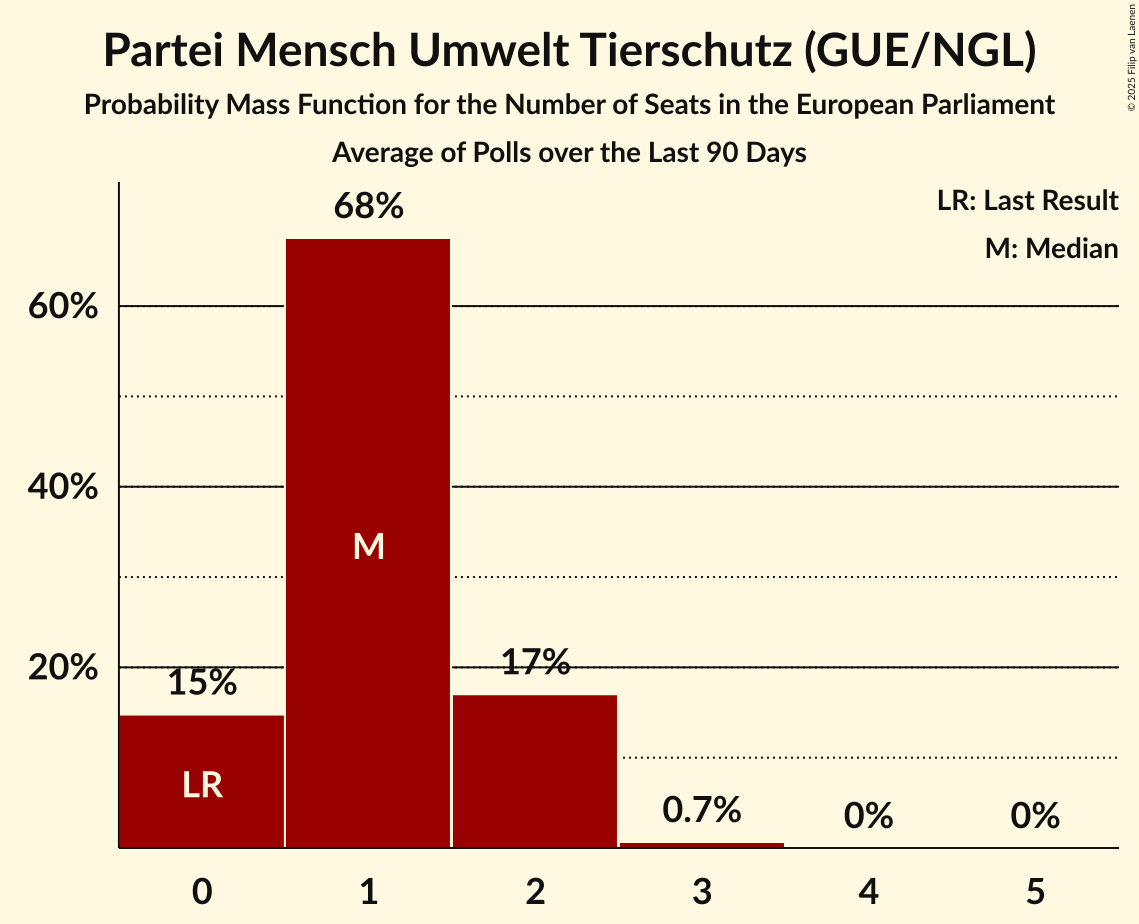 Partei Mensch Umwelt Tierschutz (GUE/NGL)
Probability Mass Function for the Number of Seats in the European Parliament
Average of Polls over the Last 90 Days
© 2025 Filip van Laenen
LR: Last Result
M: Median
68%
60%
40%
M
20%
15%
17%
LR
0.7%
0%
0%
0 1 2 3 4 5